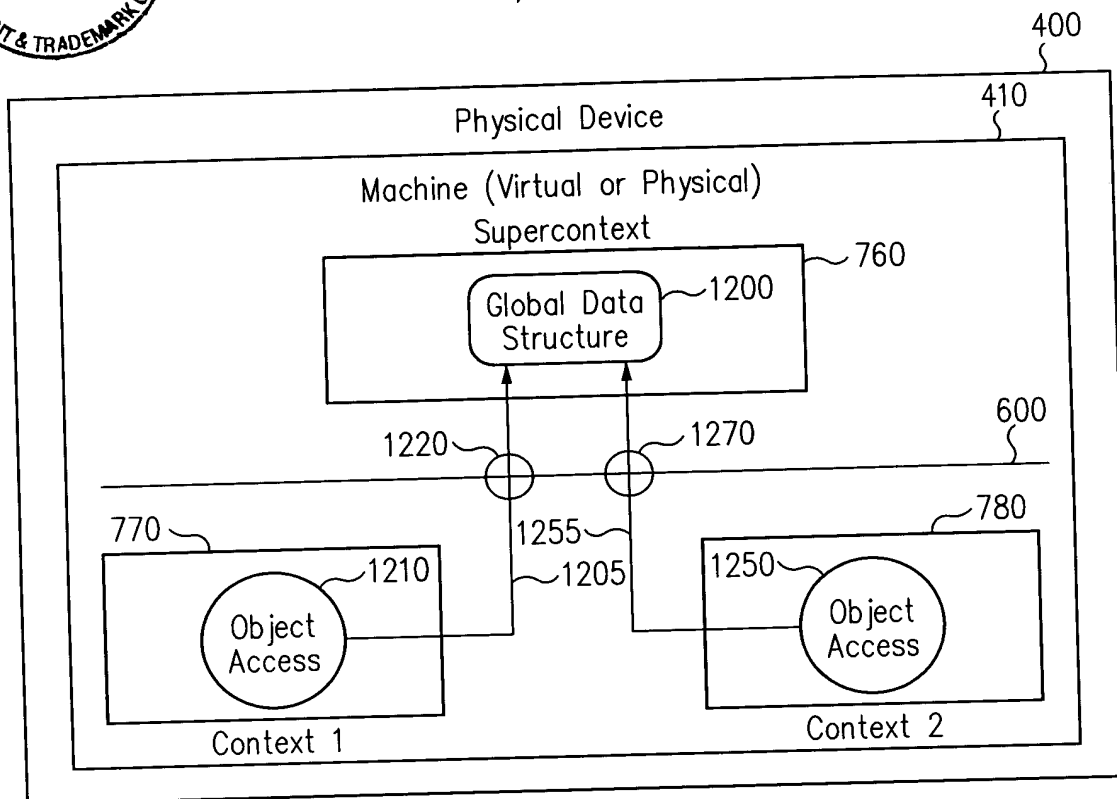 T & TRADEMARK
400
Physical Device
410
Machine (Virtual or Physical)
Supercontext
760
Global Data
Structure
1200
1220
1270
600
770
1255
780
1210
1205
1250
Object
Access
Object
Access
Context 1
Context 2